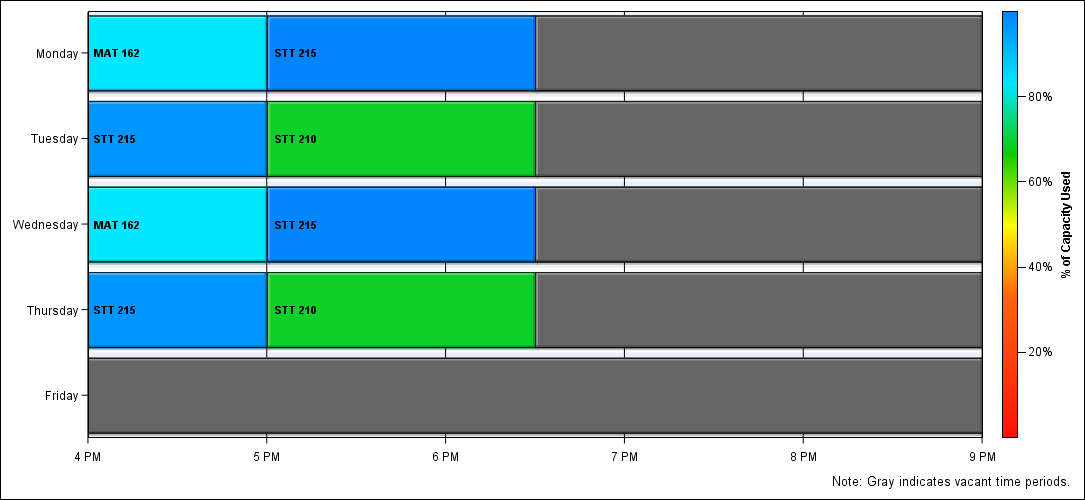 Monday
MAT 162
STT 215
Tuesday
STT 215
STT 210
Wednesday
MAT 162
STT 215
Thursday
STT 215
STT 210
Friday
4 PM
5 PM
6 PM
7 PM
8 PM
9 PM
80%
60%
40%
20%
% of Capacity Used
Note: Gray indicates vacant time periods.